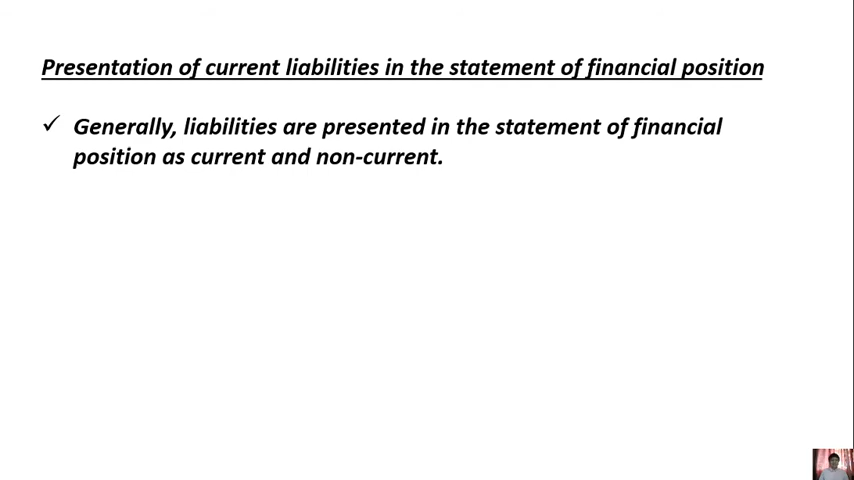 Presentation of current liabilities in the statement of financial position
✓ Generally, liabilities are presented in the statement of financial
position as current and non-current.